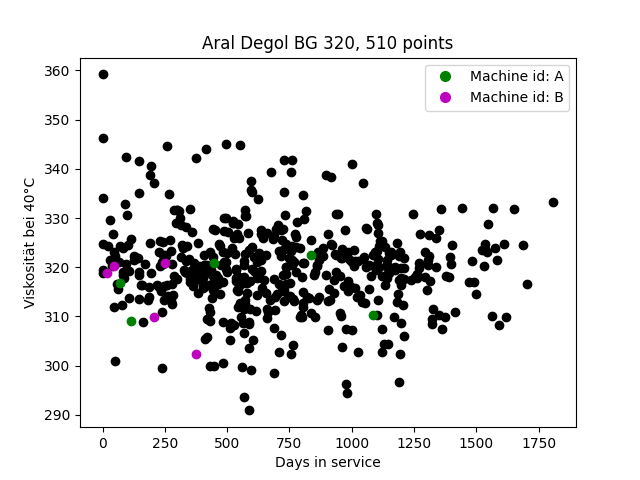 Aral Degol BG 320, 510 points
Machine id: A
Machine id: B
Viskosität bei 40°C
360
350
340
330
320
310
300
290
0 250 500 750 1000 1250 1500 1750
Days in service